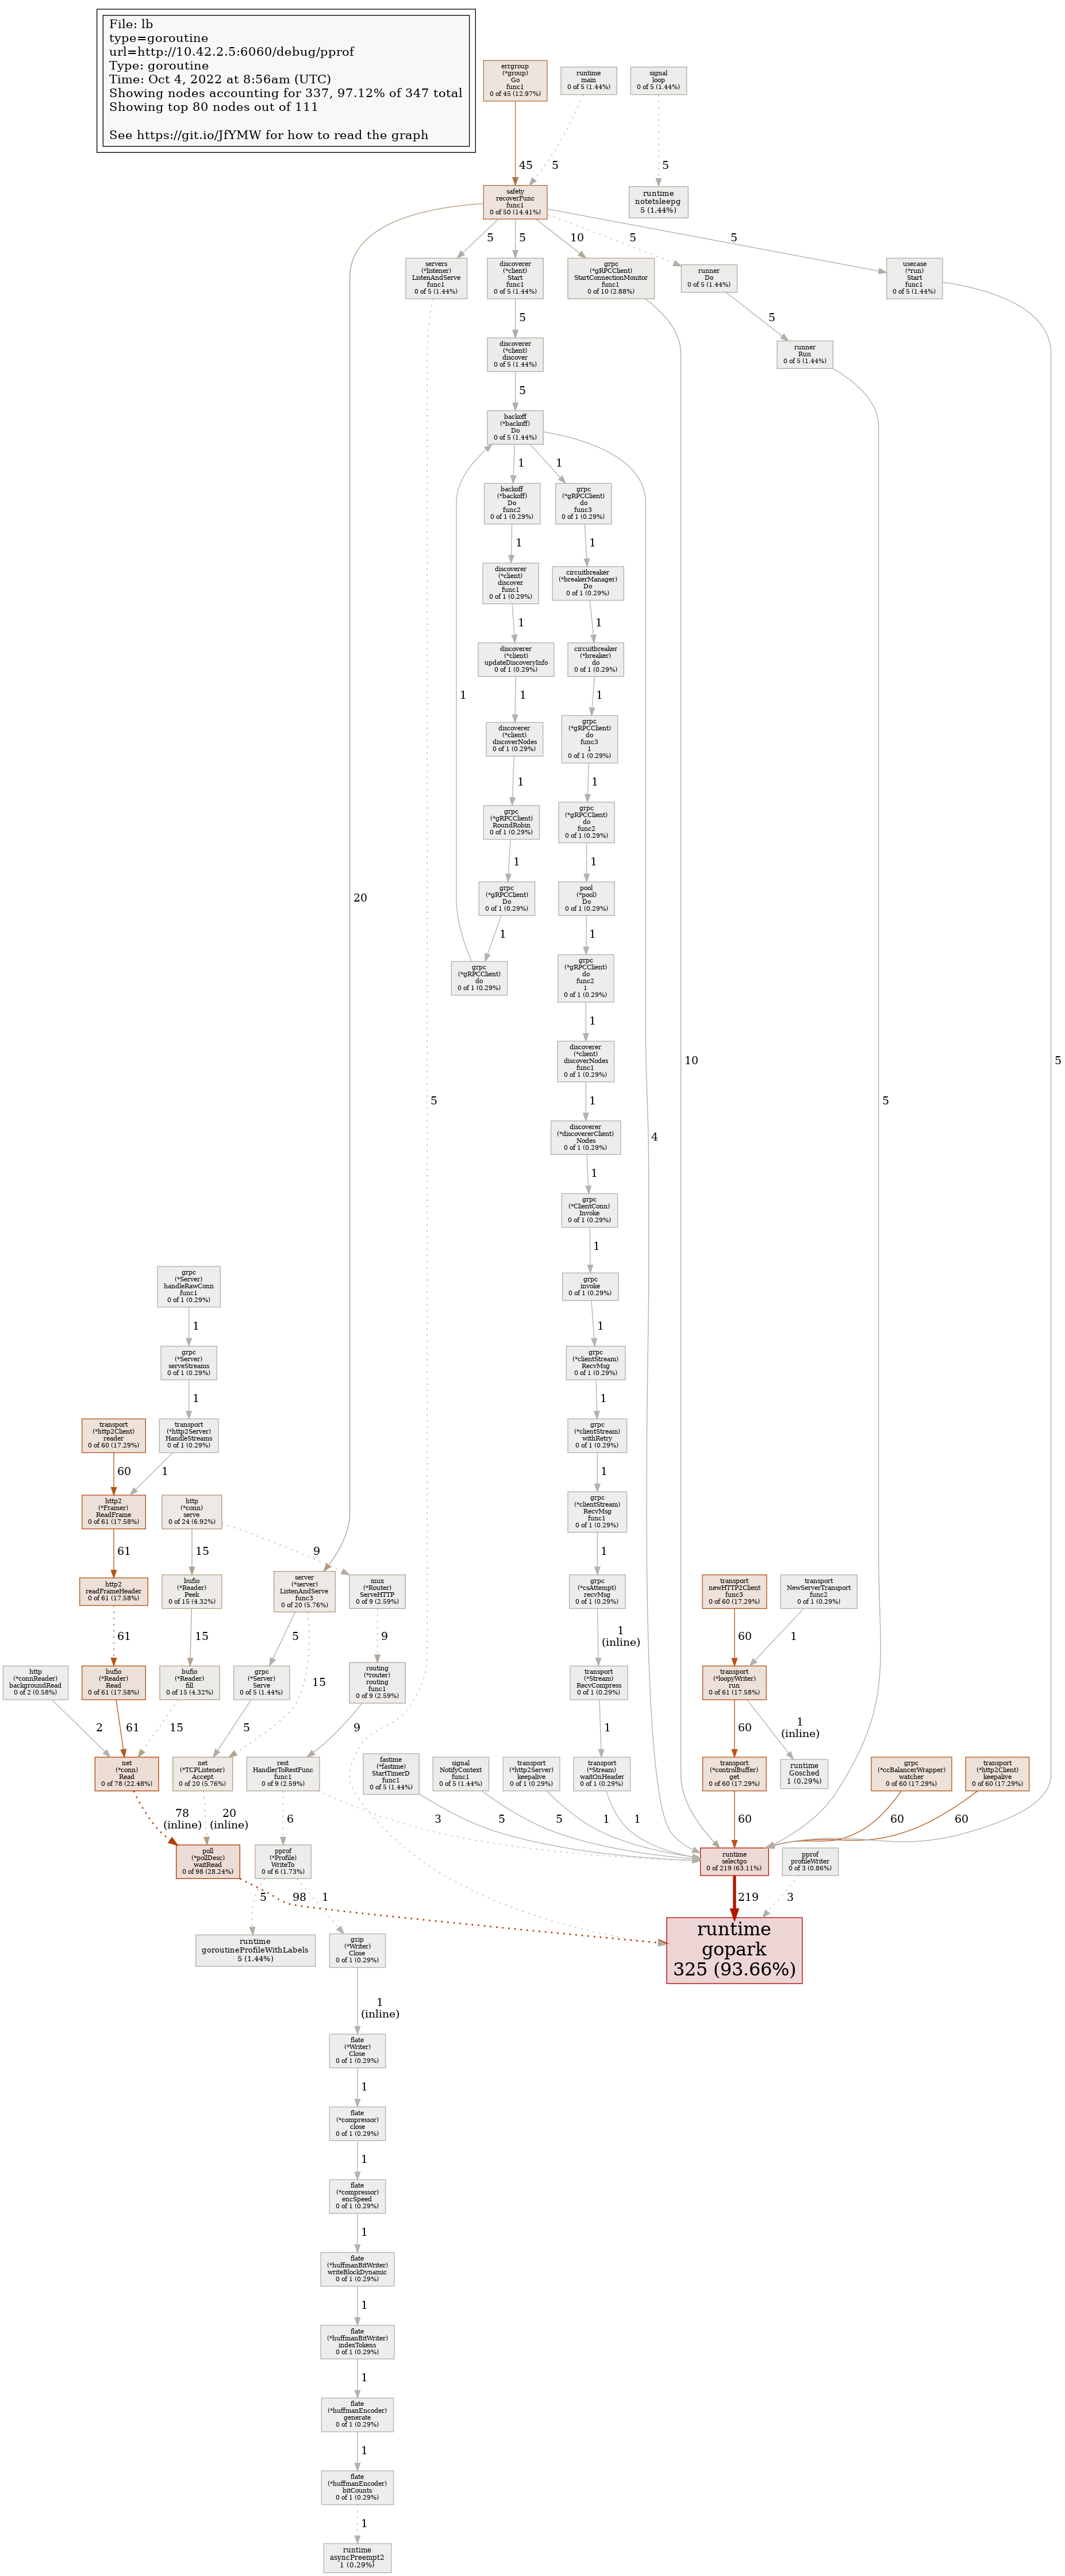 File: lb
type=goroutine
url=http://10.42.2.5:6060/debug/pprof
Type: goroutine
Time: Oct 4, 2022 at 8:56am (UTC)
Showing nodes accounting for 337, 97.12% of 347 total
Showing top 80 nodes out of 111
See https://git.io/JfYMW for how to read the graph
errgroup
(*group)
Go
func1
0 of 45 (12.97%)
runtime
main
0 of 5 (1.44%)
signal
loop
0 of 5 (1.44%)
45
5
5
safety
recoverFunc
func1
0 of 50 (14.41%)
runtime
notetsleepg
5 (1.44%)
5
5
10
5
5
servers
(*listener)
ListenAndServe
func1
0 of 5 (1.44%)
discoverer
(*client)
Start
func1
0 of 5 (1.44%)
grpc
(*gRPCClient)
StartConnectionMonitor
func1
0 of 10 (2.88%)
runner
Do
0 of 5 (1.44%)
usecase
(*run)
Start
func1
0 of 5 (1.44%)
5
5
discoverer
(*client)
discover
0 of 5 (1.44%)
runner
Run
0 of 5 (1.44%)
5
backoff
(*backoff)
Do
0 of 5 (1.44%)
1
1
backoff
(*backoff)
Do
func2
0 of 1 (0.29%)
grpc
(*gRPCClient)
do
func3
0 of 1 (0.29%)
1
1
discoverer
(*client)
discover
func1
0 of 1 (0.29%)
circuitbreaker
(*breakerManager)
Do
0 of 1 (0.29%)
1
1
discoverer
(*client)
updateDiscoveryInfo
0 of 1 (0.29%)
circuitbreaker
(*breaker)
do
0 of 1 (0.29%)
1
1
1
discoverer
(*client)
discoverNodes
0 of 1 (0.29%)
grpc
(*gRPCClient)
do
func3
1
0 of 1 (0.29%)
1
1
grpc
(*gRPCClient)
RoundRobin
0 of 1 (0.29%)
grpc
(*gRPCClient)
do
func2
0 of 1 (0.29%)
1
1
grpc
(*gRPCClient)
Do
0 of 1 (0.29%)
pool
(*pool)
Do
0 of 1 (0.29%)
20
1
1
grpc
(*gRPCClient)
do
0 of 1 (0.29%)
grpc
(*gRPCClient)
do
func2
1
0 of 1 (0.29%)
1
discoverer
(*client)
discoverNodes
func1
0 of 1 (0.29%)
10
5
5
1
5
discoverer
(*discovererClient)
Nodes
0 of 1 (0.29%)
4
1
grpc
(*ClientConn)
Invoke
0 of 1 (0.29%)
1
grpc
(*Server)
handleRawConn
func1
0 of 1 (0.29%)
grpc
invoke
0 of 1 (0.29%)
1
1
grpc
(*Server)
serveStreams
0 of 1 (0.29%)
grpc
(*clientStream)
RecvMsg
0 of 1 (0.29%)
1
1
transport
(*http2Client)
reader
0 of 60 (17.29%)
transport
(*http2Server)
HandleStreams
0 of 1 (0.29%)
grpc
(*clientStream)
withRetry
0 of 1 (0.29%)
60
1
1
http2
(*Framer)
ReadFrame
0 of 61 (17.58%)
http
(*conn)
serve
0 of 24 (6.92%)
grpc
(*clientStream)
RecvMsg
func1
0 of 1 (0.29%)
61
15
9
1
http2
readFrameHeader
0 of 61 (17.58%)
bufio
(*Reader)
Peek
0 of 15 (4.32%)
server
(*server)
ListenAndServe
func3
0 of 20 (5.76%)
mux
(*Router)
ServeHTTP
0 of 9 (2.59%)
grpc
(*csAttempt)
recvMsg
0 of 1 (0.29%)
transport
newHTTP2Client
func3
0 of 60 (17.29%)
transport
NewServerTransport
func2
0 of 1 (0.29%)
61
15
5
15
9
1
(inline)
60
1
http
(*connReader)
backgroundRead
0 of 2 (0.58%)
bufio
(*Reader)
Read
0 of 61 (17.58%)
bufio
(*Reader)
fill
0 of 15 (4.32%)
grpc
(*Server)
Serve
0 of 5 (1.44%)
routing
(*router)
routing
func1
0 of 9 (2.59%)
transport
(*Stream)
RecvCompress
0 of 1 (0.29%)
transport
(*loopyWriter)
run
0 of 61 (17.58%)
2
61
15
5
9
1
60
1
(inline)
net
(*conn)
Read
0 of 78 (22.48%)
net
(*TCPListener)
Accept
0 of 20 (5.76%)
rest
HandlerToRestFunc
func1
0 of 9 (2.59%)
fastime
(*fastime)
StartTimerD
func1
0 of 5 (1.44%)
signal
NotifyContext
func1
0 of 5 (1.44%)
transport
(*http2Server)
keepalive
0 of 1 (0.29%)
transport
(*Stream)
waitOnHeader
0 of 1 (0.29%)
transport
(*controlBuffer)
get
0 of 60 (17.29%)
runtime
Gosched
1 (0.29%)
grpc
(*ccBalancerWrapper)
watcher
0 of 60 (17.29%)
transport
(*http2Client)
keepalive
0 of 60 (17.29%)
78
(inline)
20
(inline)
6
3
5
5
1
1
60
60
60
poll
(*pollDesc)
waitRead
0 of 98 (28.24%)
pprof
(*Profile)
WriteTo
0 of 6 (1.73%)
runtime
selectgo
0 of 219 (63.11%)
pprof
profileWriter
0 of 3 (0.86%)
5
98
1
219
3
runtime
goroutineProfileWithLabels
5 (1.44%)
gzip
(*Writer)
Close
0 of 1 (0.29%)
runtime
gopark
325 (93.66%)
1
(inline)
flate
(*Writer)
Close
0 of 1 (0.29%)
1
flate
(*compressor)
close
0 of 1 (0.29%)
1
flate
(*compressor)
encSpeed
0 of 1 (0.29%)
1
flate
(*huffmanBitWriter)
writeBlockDynamic
0 of 1 (0.29%)
1
flate
(*huffmanBitWriter)
indexTokens
0 of 1 (0.29%)
1
flate
(*huffmanEncoder)
generate
0 of 1 (0.29%)
1
flate
(*huffmanEncoder)
bitCounts
0 of 1 (0.29%)
1
runtime
asyncPreempt2
1 (0.29%)